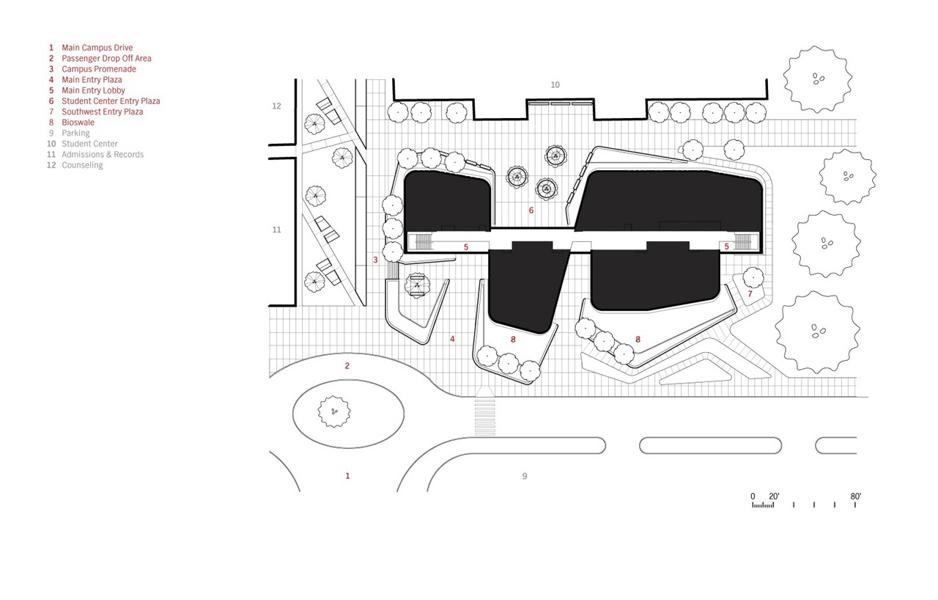 1 Main Campus Drive
2 Passenger Drop Off Area
3 Campus Promenade
4 Main Entry Plaza
5 Main Entry Lobby
6 Student Center Entry Plaza
7 Southwest Entry Plaza
8 Bioswale
9 Parking
10 Student Center
11 Admissions & Records
12 Counseling
10
12
6
11
5
5
3
7
4
8
8
2
1
9
0 20' 80'